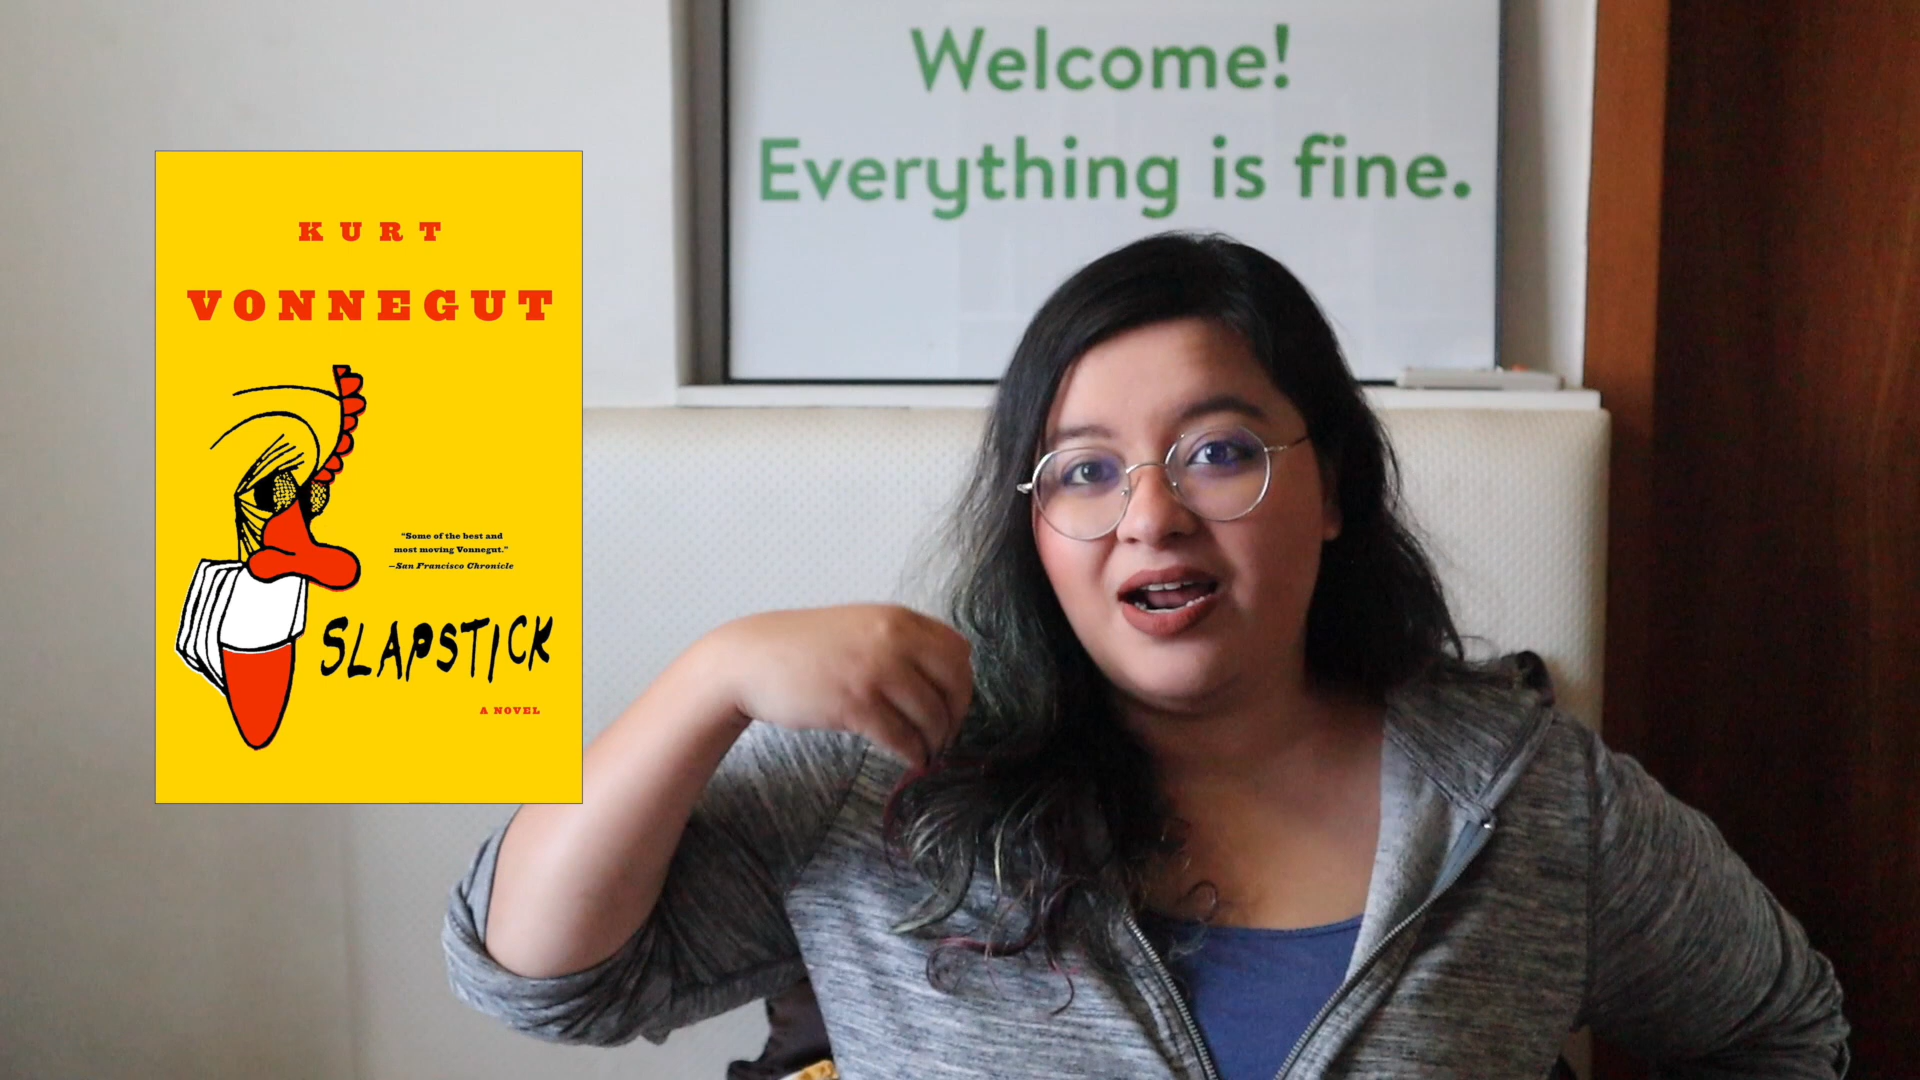 Welcome!
Everything is fine.
KURT
VONNEGUT
"Some of the best and
most moving Vonnegut."
—San Francisco Chronicle
SLAPSTICK
A NOVEL